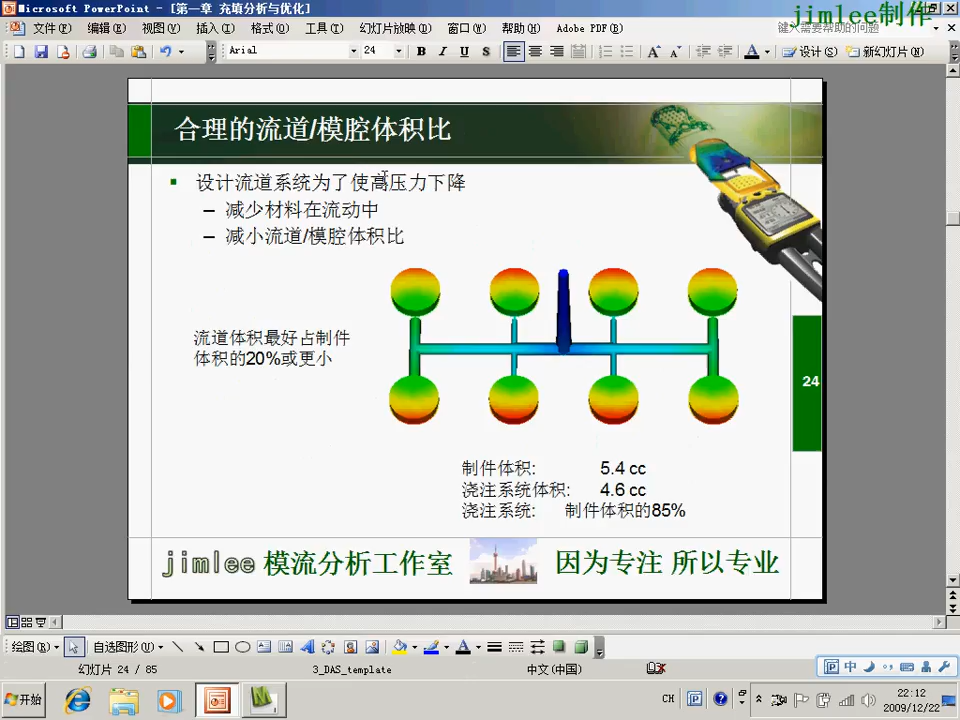 Microsoft PowerPoint - [第一章 充填分析与优化]
jimlee制作
文件(F) 编辑(E) 视图(V) 插入(I) 格式(O) 工具(T) 幻灯片放映(D) 窗口(W) 帮助(H) Adobe PDF(B)
键入需要帮助的问题
Arial 24 B I U S A A A 设计(S) 新幻灯片(N)
合理的流道/模腔体积比
设计流道系统为了使高压力下降
– 减少材料在流动中
– 减小流道/模腔体积比
流道体积最好占制件
体积的20%或更小
24
制件体积: 5.4 cc
浇注系统体积: 4.6 cc
浇注系统: 制件体积的85%
jimlee 模流分析工作室 因为专注 所以专业
绘图(R) 自选图形(U)
幻灯片 24 / 85 3_DAS_template 中文(中国)
中
开始 CH 22:12
2009/12/22